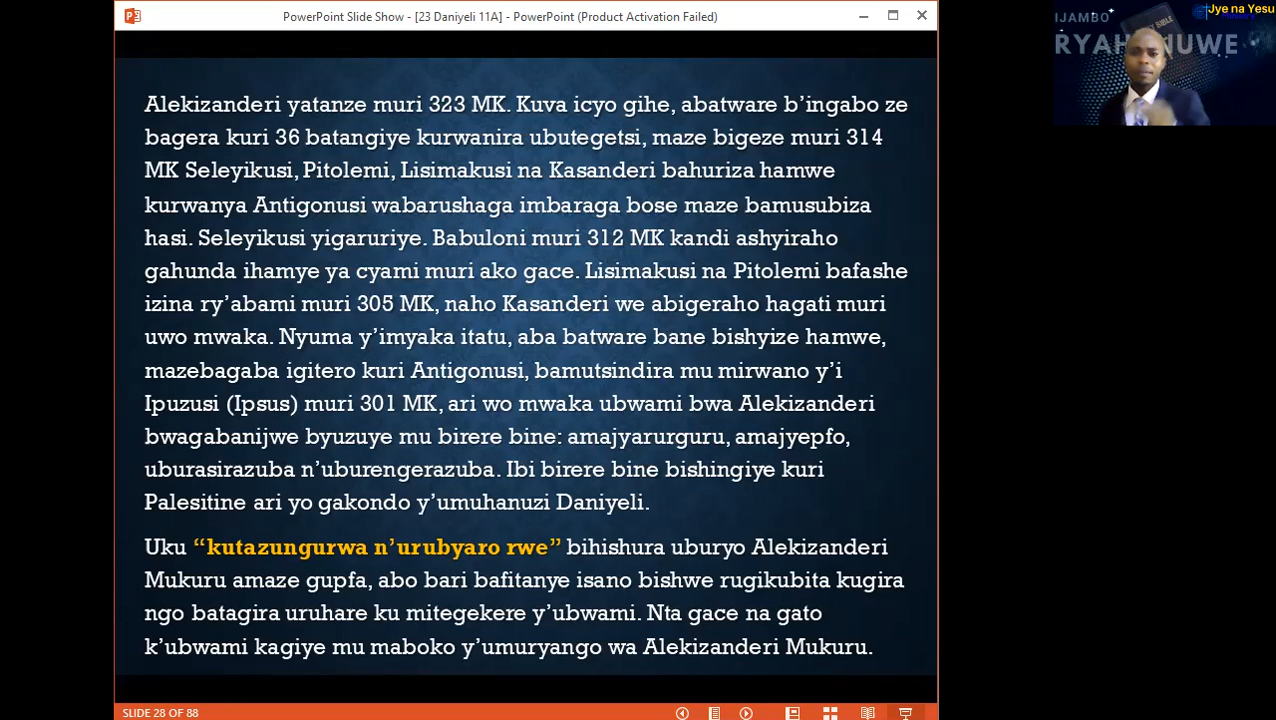 PowerPoint Slide Show - [23 Daniyeli 11A] - PowerPoint (Product Activation Failed)
Alekizanderi yatanze muri 323 MK. Kuva icyo gihe, abatware b'ingabo ze
bagera kuri 36 batangiye kurwanira ubutegetsi, maze bigeze muri 314
MK Seleyikusi, Pitolemi, Lisimakusi na Kasanderi bahuriza hamwe
kurwanya Antigonusi wabarushaga imbaraga bose maze bamusubiza
hasi. Seleyikusi yigaruriye. Babuloni muri 312 MK kandi ashyiraho
gahunda ihamye ya cyami muri ako gace. Lisimakusi na Pitolemi bafashe
izina ry'abami muri 305 MK, naho Kasanderi we abigeraho hagati muri
uwo mwaka. Nyuma y'imyaka itatu, aba batware bane bishyize hamwe,
mazebagaba igitero kuri Antigonusi, bamutsindira mu mirwano y'i
Ipuzusi (Ipsus) muri 301 MK, ari wo mwaka ubwami bwa Alekizanderi
bwagabanijwe byuzuye mu birere bine: amajyarurguru, amajyepfo,
uburasirazuba n'uburengerazuba. Ibi birere bine bishingiye kuri
Palesitine ari yo gakondo y'umuhanuzi Daniyeli.
Uku “kutazungurwa n'urubyaro rwe” bihishura uburyo Alekizanderi
Mukuru amaze gupfa, abo bari bafitanye isano bishwe rugikubita kugira
ngo batagira uruhare ku mitegekere y'ubwami. Nta gace na gato
k'ubwami kagiye mu maboko y'umuryango wa Alekizanderi Mukuru.
SLIDE 28 OF 88
IJAMBO
BIBLE
Jye na Yesu
Ministry